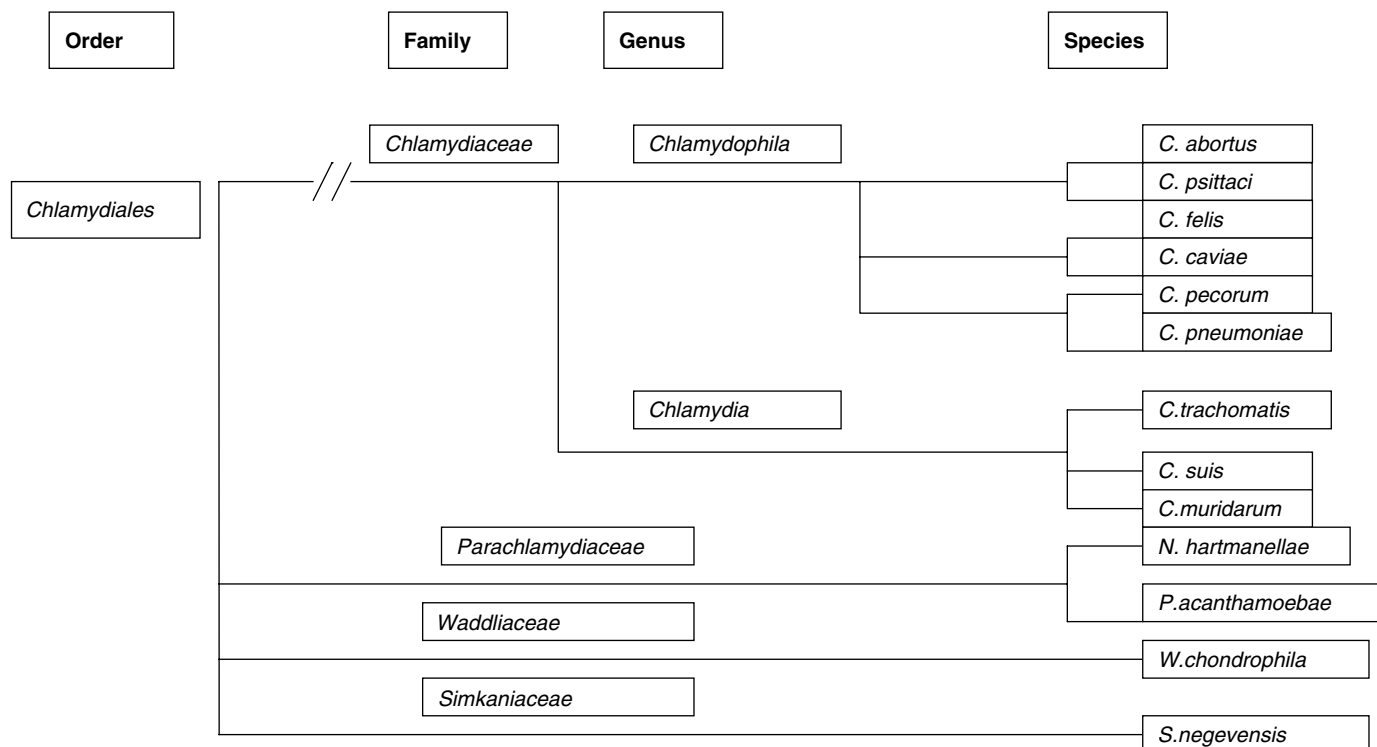 Order
Family
Genus
Species
Chlamydiaceae
Chlamydophila
C. abortus
C. psittaci
Chlamydiales
C. felis
C. caviae
C. pecorum
C. pneumoniae
Chlamydia
C.trachomatis
C. suis
C.muridarum
Parachlamydiaceae
N. hartmanellae
P.acanthamoebae
Waddliaceae
W.chondrophila
Simkaniaceae
S.negevensis